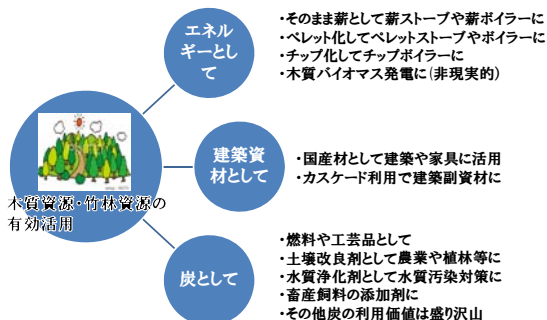 エネル
ギーとし
て
・そのまま薪として薪ストーブや薪ボイラーに
・ペレット化してペレットストーブやボイラーに
・チップ化してチップボイラーに
・木質バイオマス発電に(非現実的)
木質資源・竹林資源の
有効活用
建築資
材として
・国産材として建築や家具に活用
・カスケード利用で建築副資材に
炭として
・燃料や工芸品として
・土壌改良剤として農業や植林等に
・水質浄化剤として水質汚染対策に
・畜産飼料の添加剤に
・その他炭の利用価値は盛り沢山